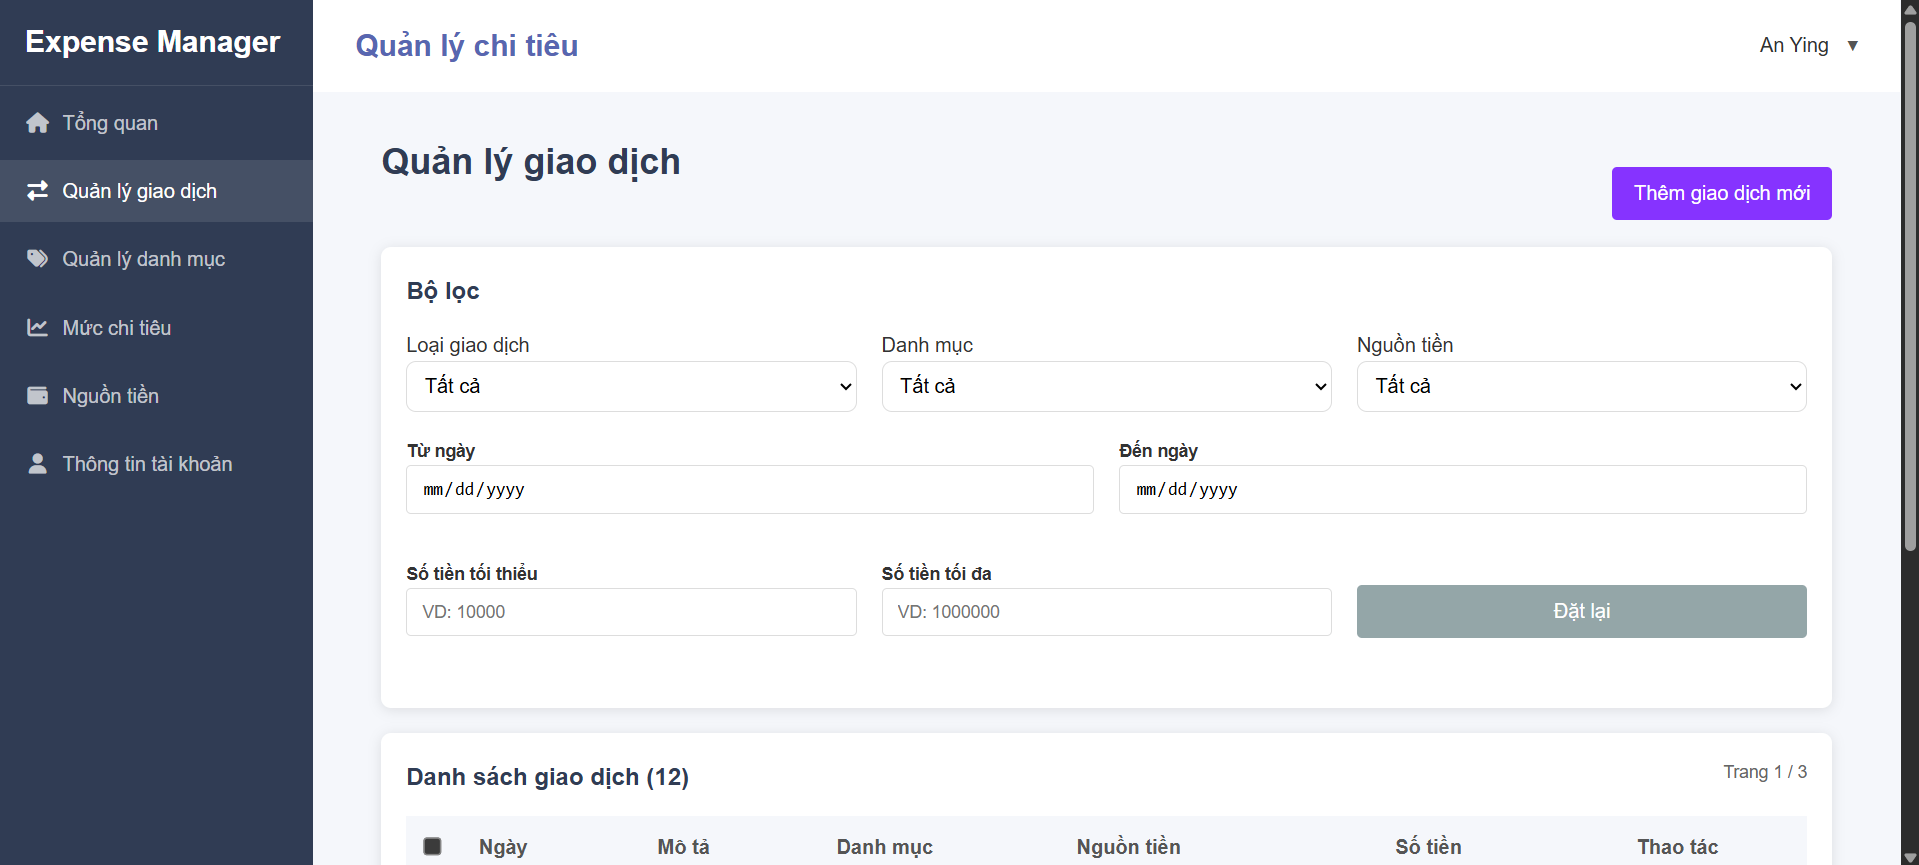 Expense Manager
Quản lý chi tiêu
An Ying ▼
Tổng quan
Quản lý giao dịch
Quản lý danh mục
Mức chi tiêu
Nguồn tiền
Thông tin tài khoản
Quản lý giao dịch
Thêm giao dịch mới
Bộ lọc
Loại giao dịch Danh mục Nguồn tiền
Tất cả Tất cả Tất cả
Từ ngày Đến ngày
mm/dd/yyyy mm/dd/yyyy
Số tiền tối thiểu Số tiền tối đa
VD: 10000 VD: 1000000 Đặt lại
Danh sách giao dịch (12) Trang 1 / 3
Ngày Mô tả Danh mục Nguồn tiền Số tiền Thao tác